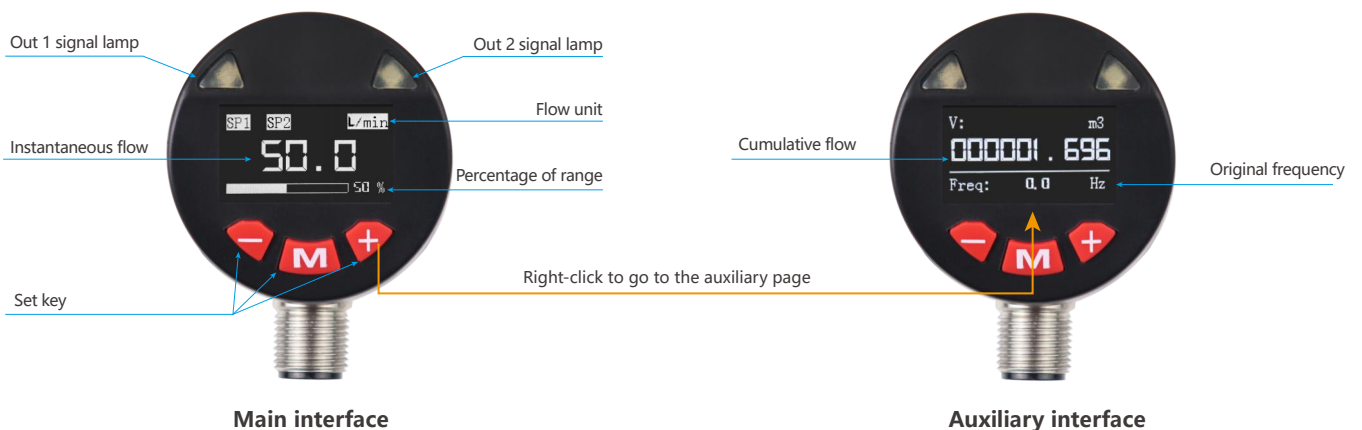 Out 1 signal lamp
Out 2 signal lamp
Flow unit
Instantaneous flow
Percentage of range
Set key
SP1 SP2 L/min
50.0
50 %
− M +
Main interface
Right-click to go to the auxiliary page
Cumulative flow
Original frequency
V: m3
000001.696
Freq: 0.0 Hz
− M +
Auxiliary interface